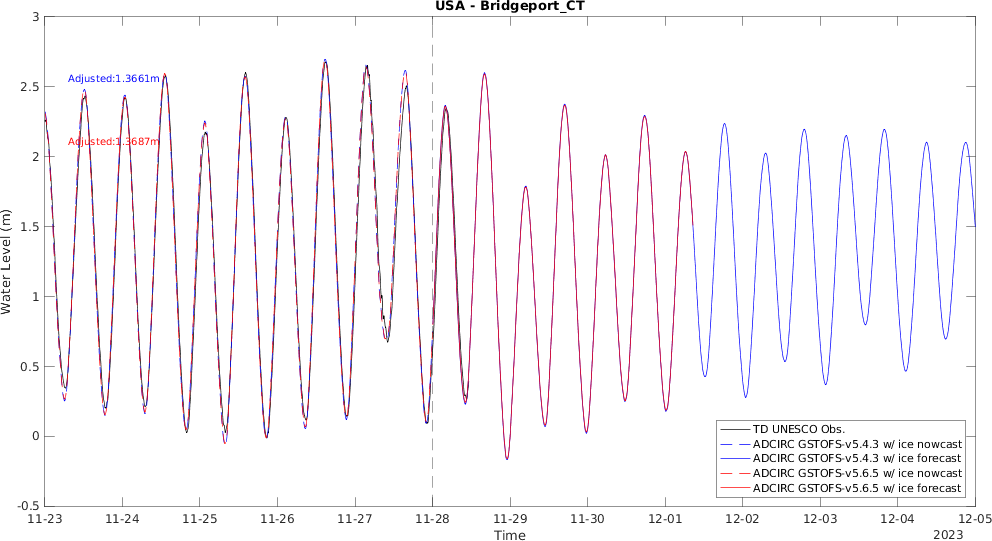 USA - Bridgeport_CT
3
2.5
2
1.5
1
0.5
0
-0.5
Water Level (m)
Adjusted:1.3661m
Adjusted:1.3687m
TD UNESCO Obs.
ADCIRC GSTOFS-v5.4.3 w/ ice nowcast
ADCIRC GSTOFS-v5.4.3 w/ ice forecast
ADCIRC GSTOFS-v5.6.5 w/ ice nowcast
ADCIRC GSTOFS-v5.6.5 w/ ice forecast
11-23 11-24 11-25 11-26 11-27 11-28 11-29 11-30 12-01 12-02 12-03 12-04 12-05
Time
2023